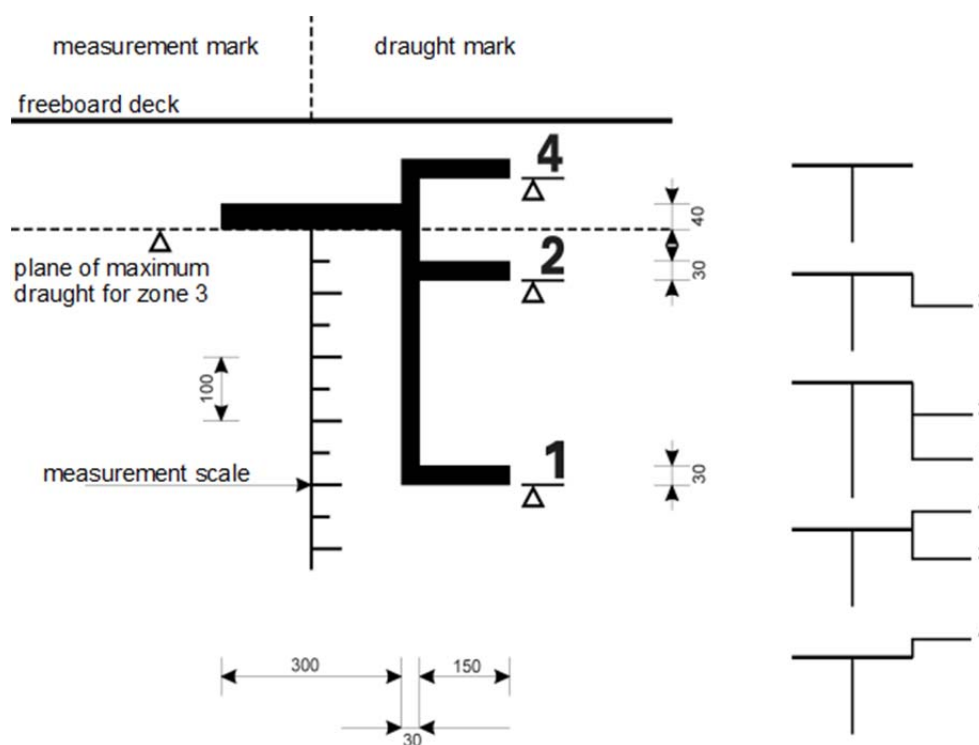 measurement mark
draught mark
freeboard deck
4
40
plane of maximum
draught for zone 3
2
30
100
measurement scale
1
30
300
150
30